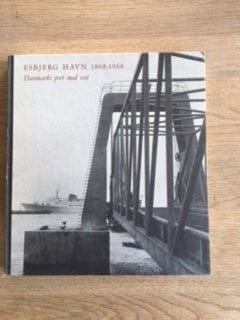 ESBJERG HAVN 1868-1968
Danmarks port mod vest